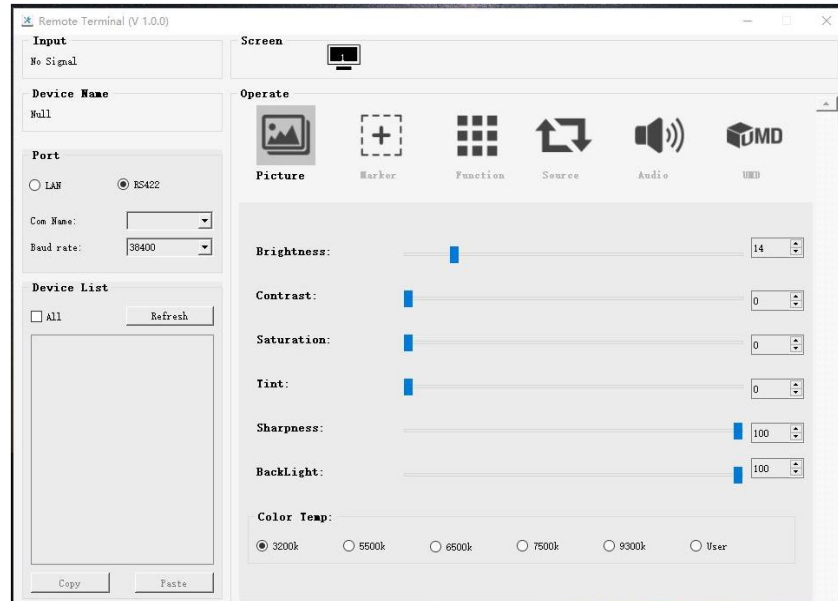 Remote Terminal (V 1.0.0)
Input
No Signal
Screen
1
Device Name
Null
Port
LAN
RS422
Com Name:
Baud rate:
38400
Device List
All
Refresh
Copy
Paste
Operate
Picture
Marker
Function
Source
Audio
UMD
UMD
Brightness:
14
Contrast:
0
Saturation:
0
Tint:
0
Sharpness:
100
BackLight:
100
Color Temp:
3200k
5500k
6500k
7500k
9300k
User